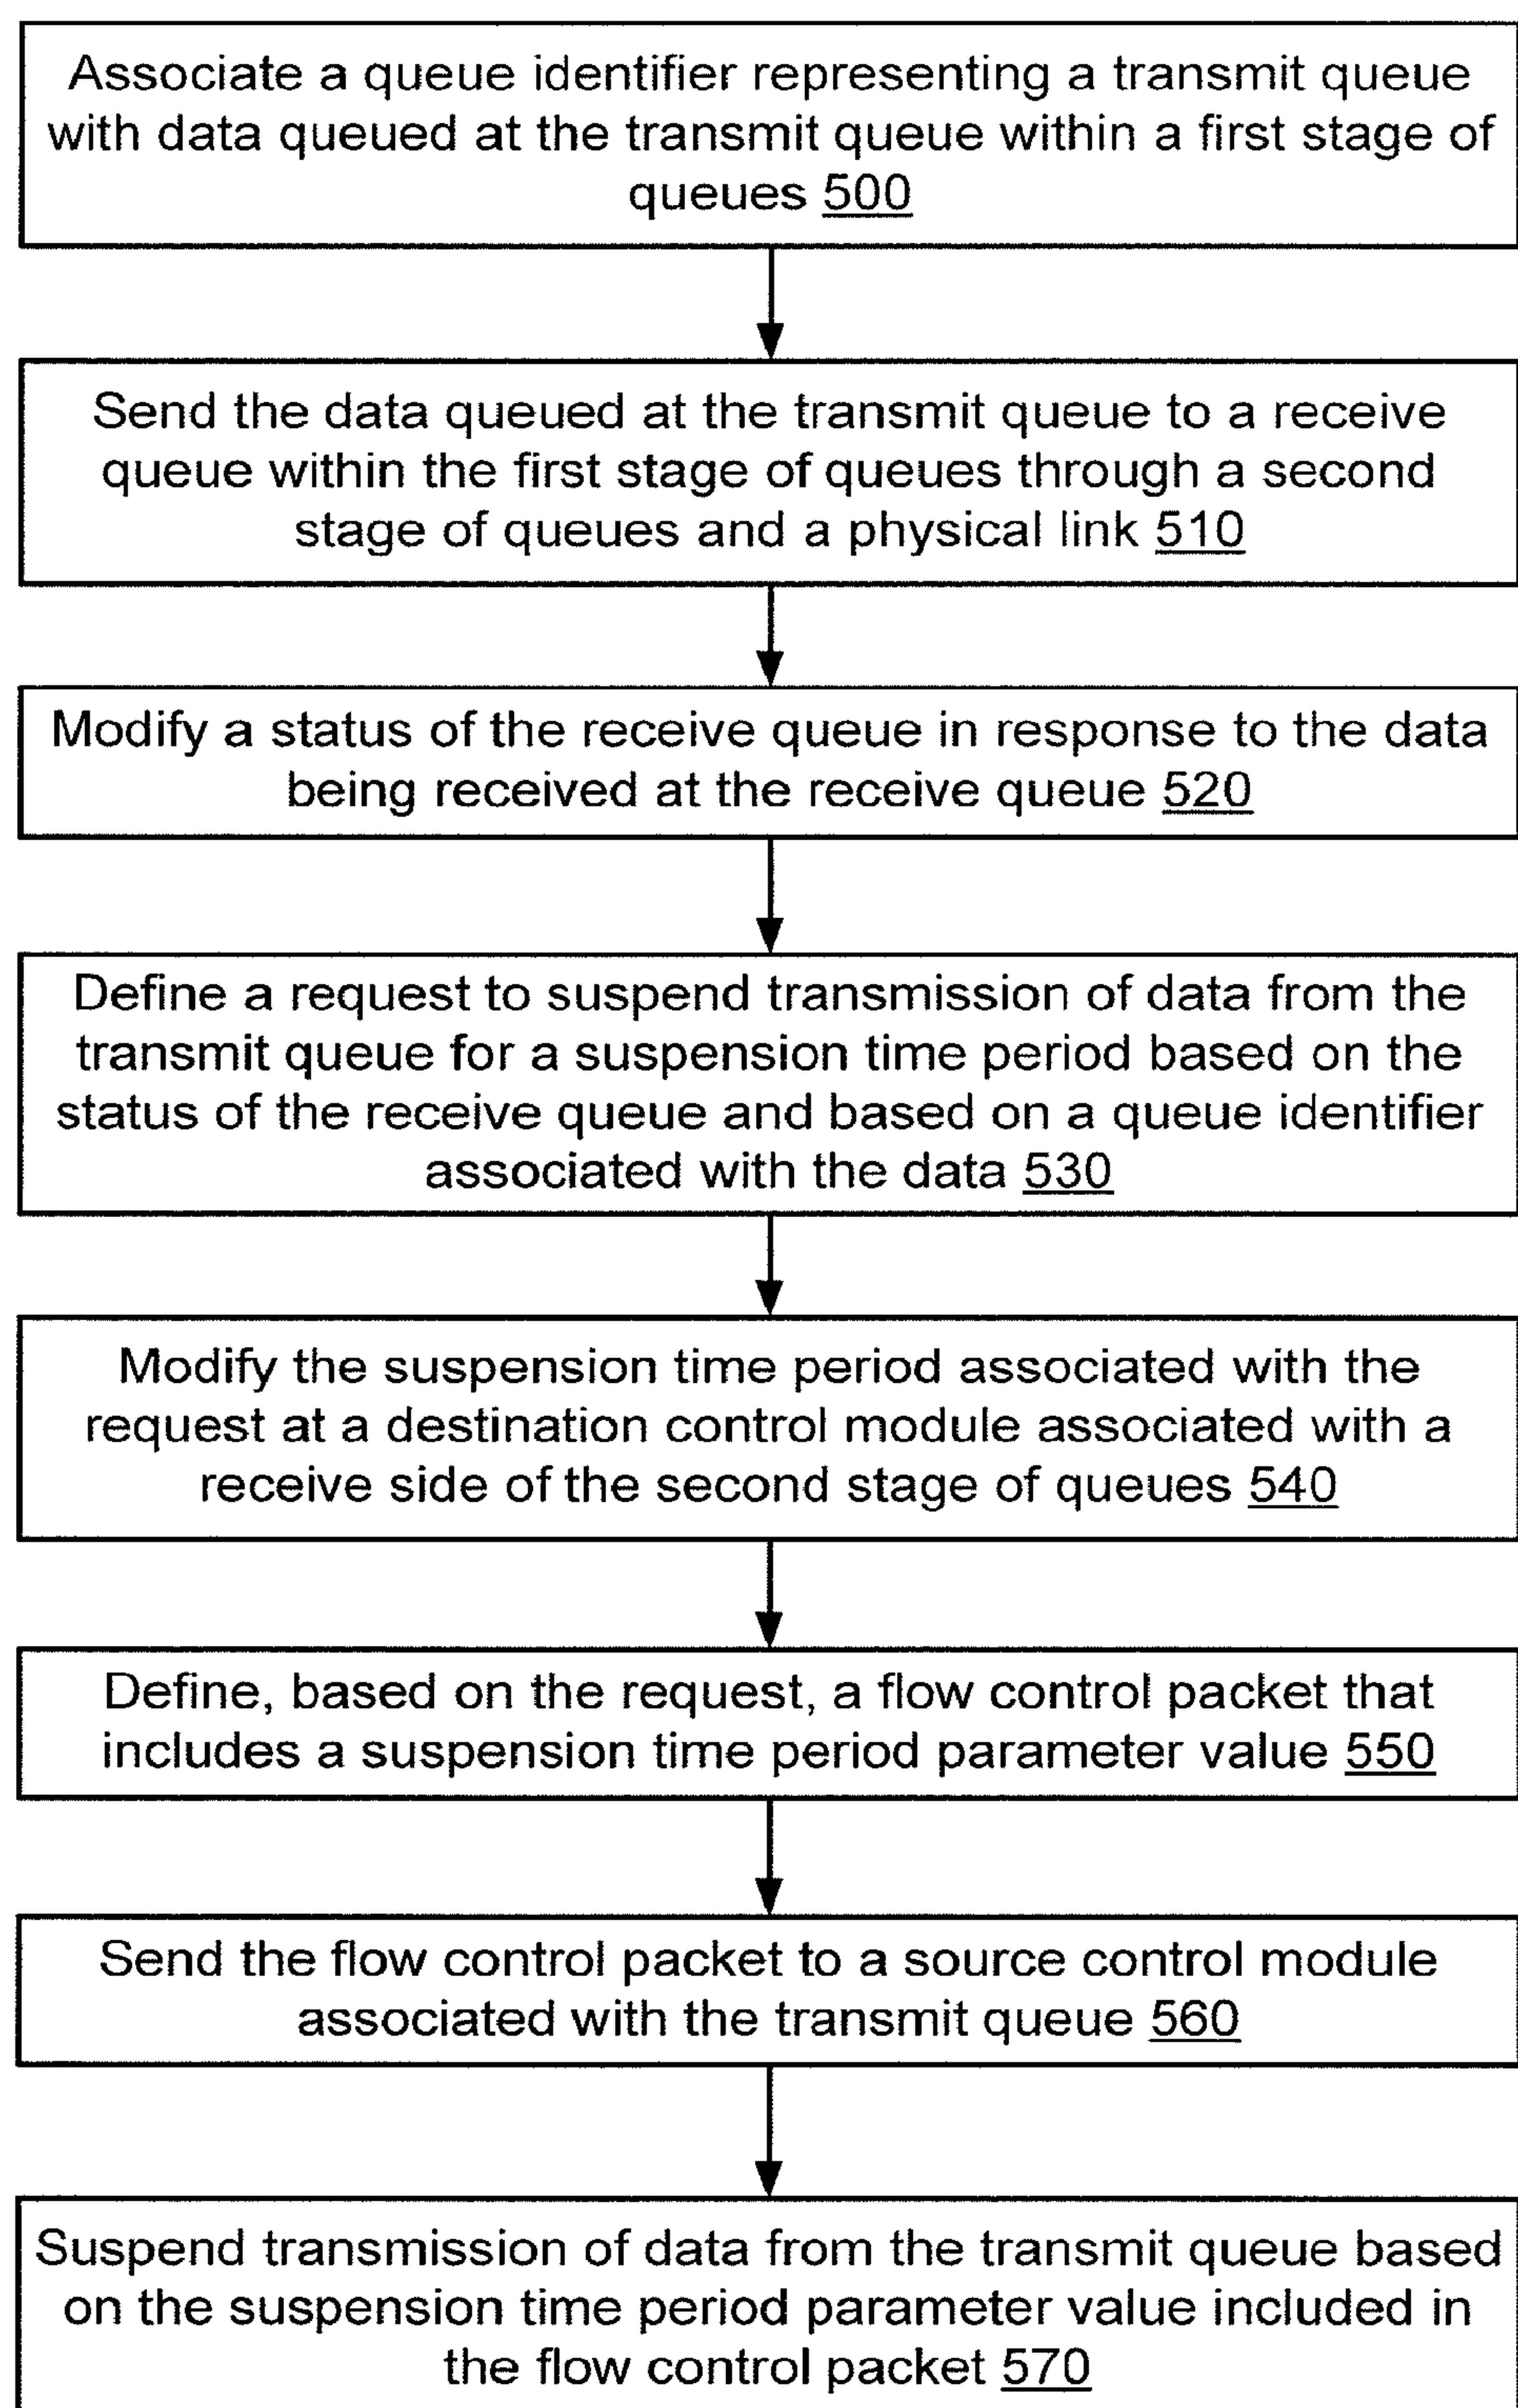 Associate a queue identifier representing a transmit queue
with data queued at the transmit queue within a first stage of
queues 500
Send the data queued at the transmit queue to a receive
queue within the first stage of queues through a second
stage of queues and a physical link 510
Modify a status of the receive queue in response to the data
being received at the receive queue 520
Define a request to suspend transmission of data from the
transmit queue for a suspension time period based on the
status of the receive queue and based on a queue identifier
associated with the data 530
Modify the suspension time period associated with the
request at a destination control module associated with a
receive side of the second stage of queues 540
Define, based on the request, a flow control packet that
includes a suspension time period parameter value 550
Send the flow control packet to a source control module
associated with the transmit queue 560
Suspend transmission of data from the transmit queue based
on the suspension time period parameter value included in
the flow control packet 570